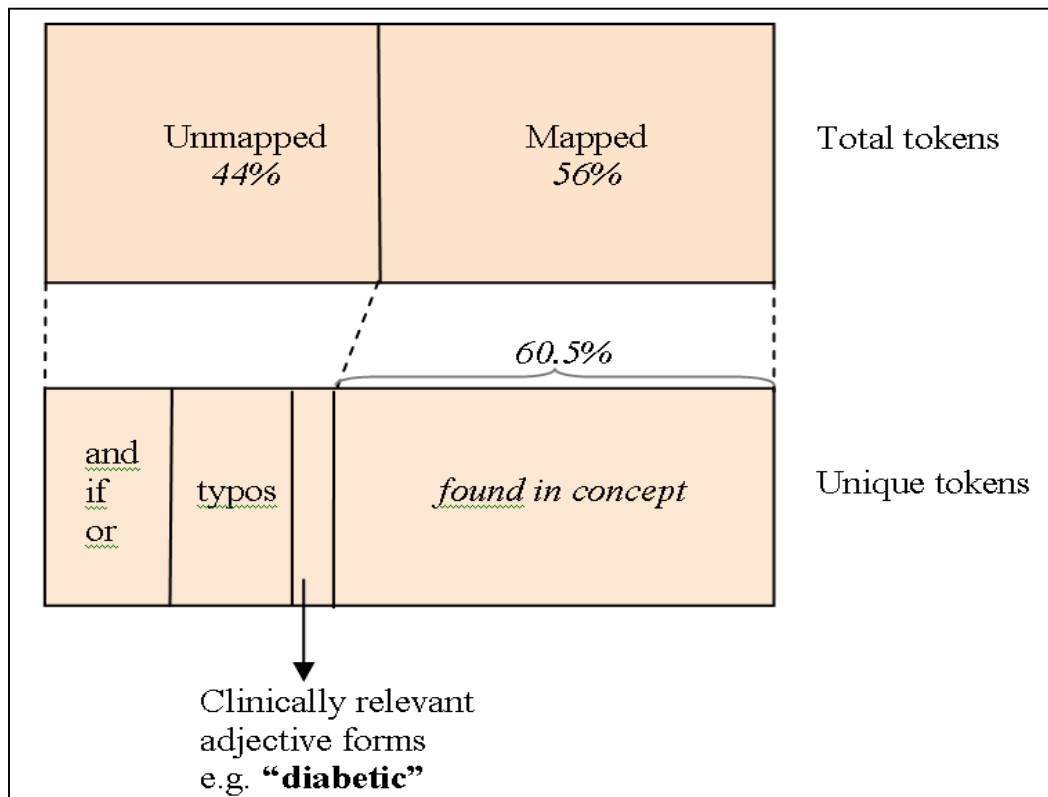 Unmapped
44%
Mapped
56%
Total tokens
60.5%
and
if
or
typos
found in concept
Unique tokens
Clinically relevant
adjective forms
e.g. “diabetic”